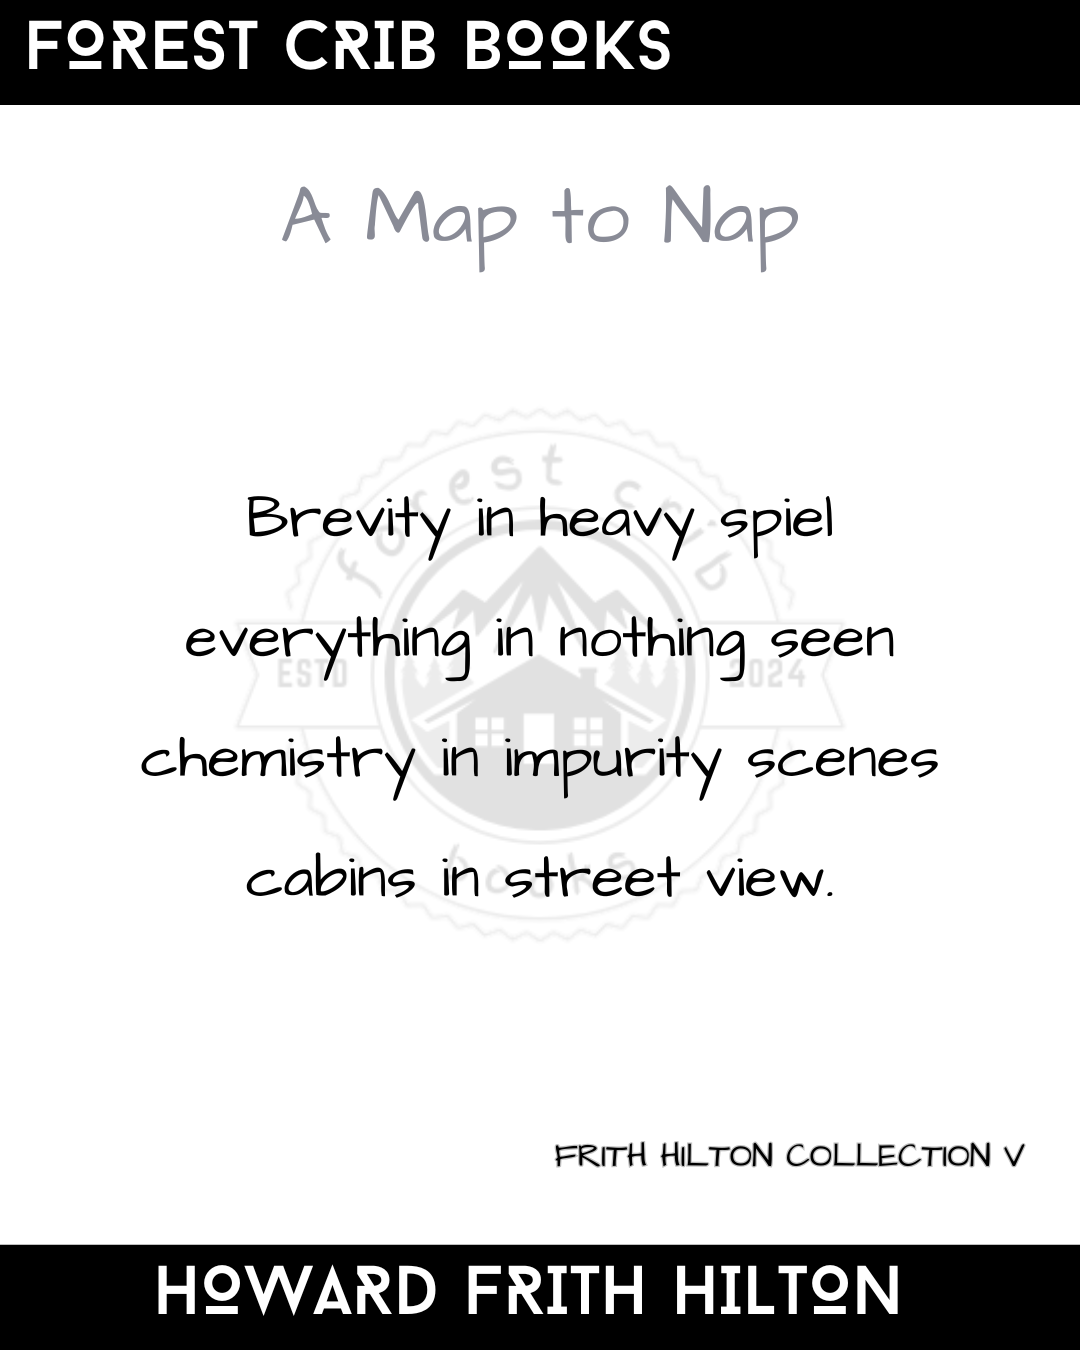 FOREST CRIB BOOKS
A Map to Nap
forest crib
Brevity in heavy spiel
everything in nothing seen
ESTD 2024
chemistry in impurity scenes
books
cabins in street view.
FRITH HILTON COLLECTION V
HOWARD FRITH HILTON